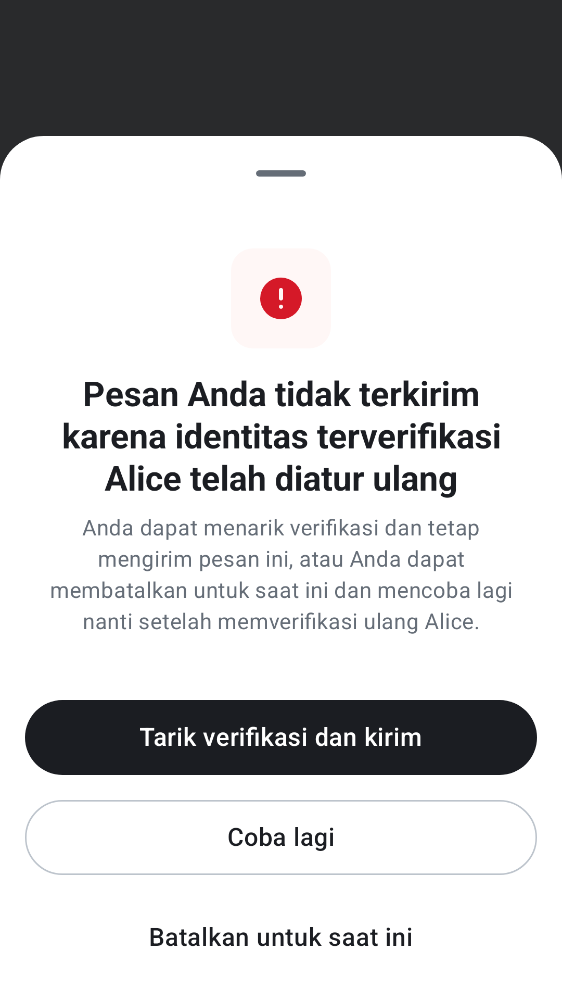 Pesan Anda tidak terkirim
karena identitas terverifikasi
Alice telah diatur ulang
Anda dapat menarik verifikasi dan tetap
mengirim pesan ini, atau Anda dapat
membatalkan untuk saat ini dan mencoba lagi
nanti setelah memverifikasi ulang Alice.
Tarik verifikasi dan kirim
Coba lagi
Batalkan untuk saat ini